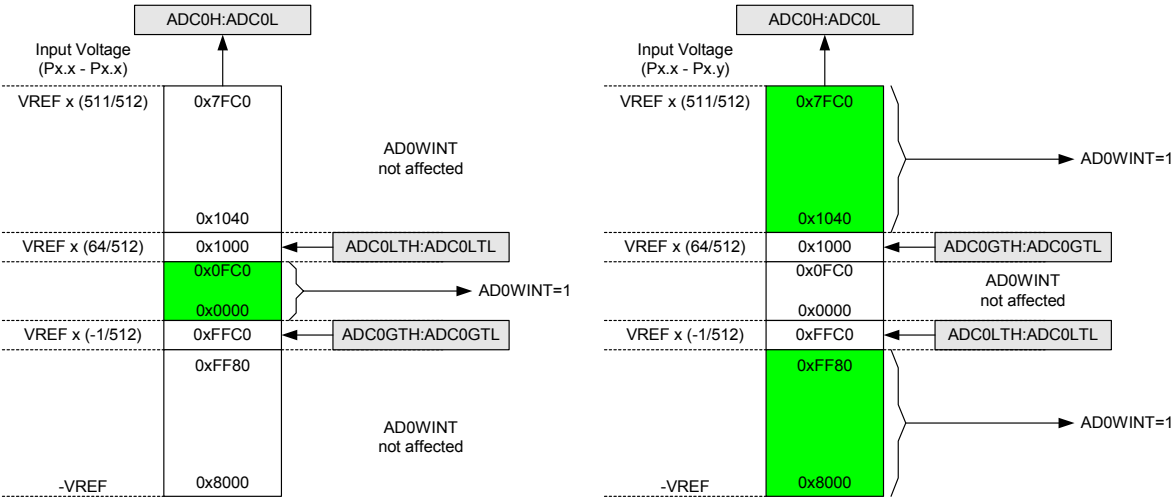 ADC0H:ADC0L
Input Voltage
(Px.x - Px.x)
VREF x (511/512)
0x7FC0
AD0WINT
not affected
0x1040
VREF x (64/512)
0x1000
ADC0LTH:ADC0LTL
0x0FC0
AD0WINT=1
0x0000
VREF x (-1/512)
0xFFC0
ADC0GTH:ADC0GTL
0xFF80
AD0WINT
not affected
-VREF
0x8000
ADC0H:ADC0L
Input Voltage
(Px.x - Px.y)
VREF x (511/512)
0x7FC0
AD0WINT=1
0x1040
VREF x (64/512)
0x1000
ADC0GTH:ADC0GTL
0x0FC0
AD0WINT
not affected
0x0000
VREF x (-1/512)
0xFFC0
ADC0LTH:ADC0LTL
0xFF80
AD0WINT=1
-VREF
0x8000